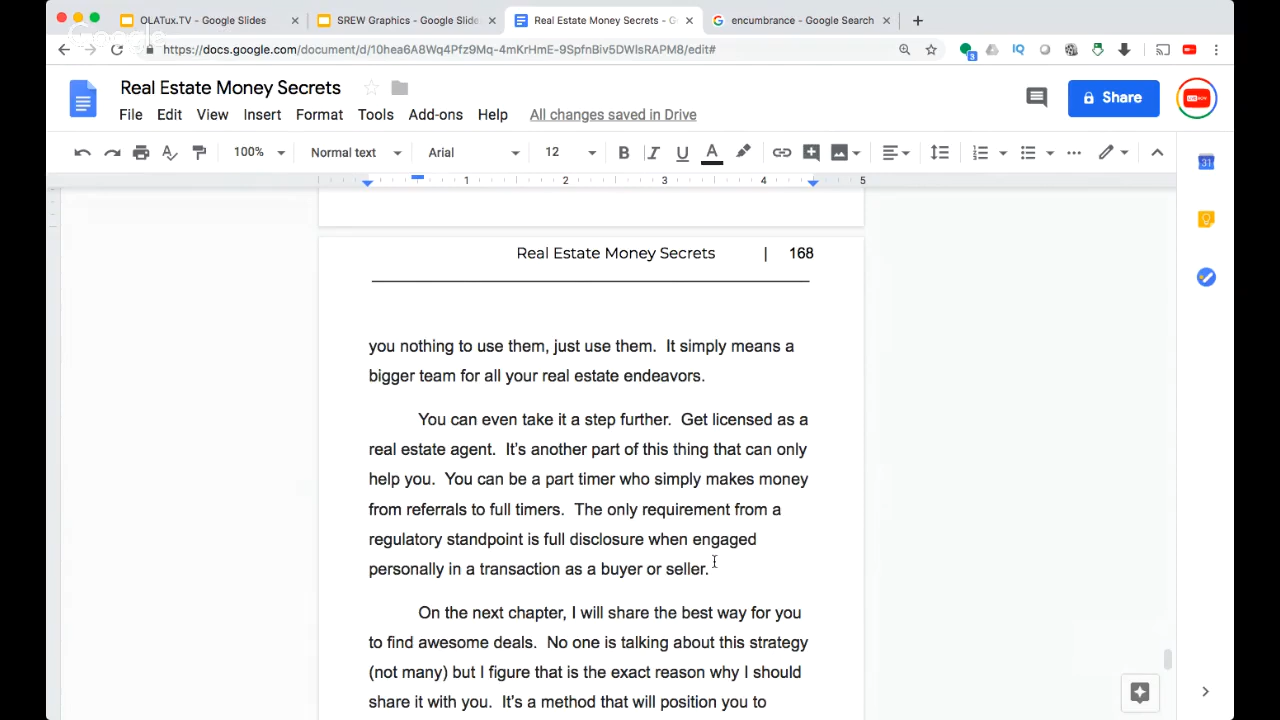 OLATux.TV - Google Slides
SREW Graphics - Google Slide
Real Estate Money Secrets - G
encumbrance - Google Search
Google
https://docs.google.com/document/d/10hea6A8Wq4Pfz9Mq-4mKrHmE-9SpfnBiv5DWlsRAPM8/edit#
IQ
3
Real Estate Money Secrets
File Edit View Insert Format Tools Add-ons Help All changes saved in Drive
Share
100% Normal text Arial 12 B I U A
1 2 3 4 5
31
Real Estate Money Secrets | 168
you nothing to use them, just use them. It simply means a
bigger team for all your real estate endeavors.
You can even take it a step further. Get licensed as a
real estate agent. It's another part of this thing that can only
help you. You can be a part timer who simply makes money
from referrals to full timers. The only requirement from a
regulatory standpoint is full disclosure when engaged
personally in a transaction as a buyer or seller.
On the next chapter, I will share the best way for you
to find awesome deals. No one is talking about this strategy
(not many) but I figure that is the exact reason why I should
share it with you. It's a method that will position you to